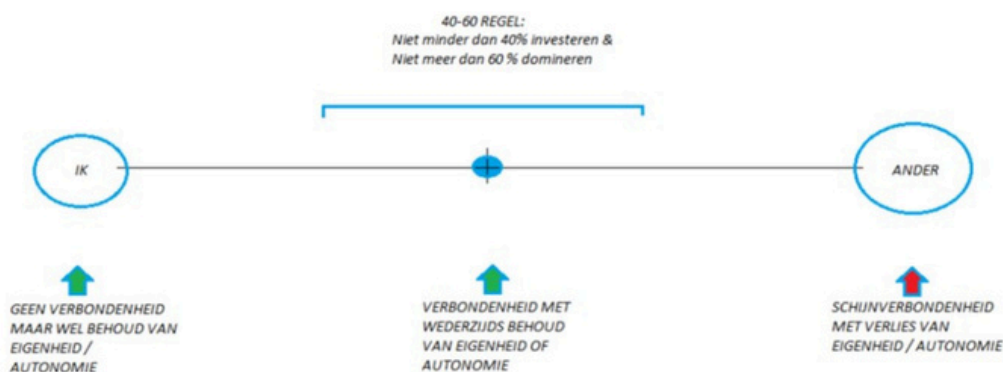 40-60 REGEL:
Niet minder dan 40% investeren &
Niet meer dan 60 % domineren
IK
ANDER
GEEN VERBONDENHEID
MAAR WEL BEHOUD VAN
EIGENHEID /
AUTONOMIE
VERBONDENHEID MET
WEDERZIJDS BEHOUD
VAN EIGENHEID OF
AUTONOMIE
SCHIJNVERBONDENHEID
MET VERLIES VAN
EIGENHEID / AUTONOMIE